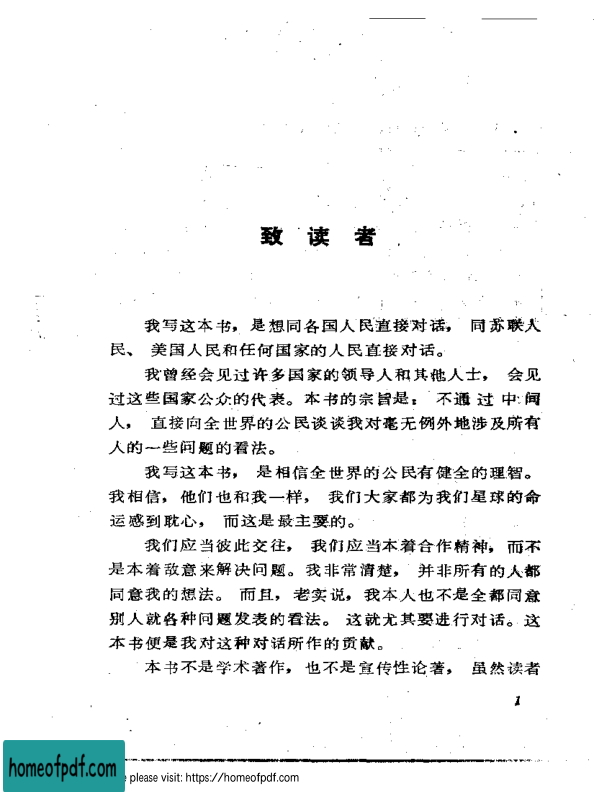 致读者
我写这本书，是想同各国人民直接对话，同苏联人
民、美国人民和任何国家的人民直接对话。
我曾经会见过许多国家的领导人和其他人士，会见
过这些国家公众的代表。本书的宗旨是：不通过中间
人，直接向全世界的公民谈谈我对毫无例外地涉及所有
人的一些问题的看法。
我写这本书，是相信全世界的公民有健全的理智。
我相信，他们也和我一样，我们大家都为我们星球的命
运感到耽心，而这是最主要的。
我们应当彼此交往，我们应当本着合作精神，而不
是本着敌意来解决问题。我非常清楚，并非所有的人都
同意我的想法。而且，老实说，我本人也不是全都同意
别人就各种问题发表的看法。这就尤其要进行对话。这
本书便是我对这种对话所作的贡献。
本书不是学术著作，也不是宣传性论著，虽然读者
1
homeofpdf.com
please visit: https://homeofpdf.com